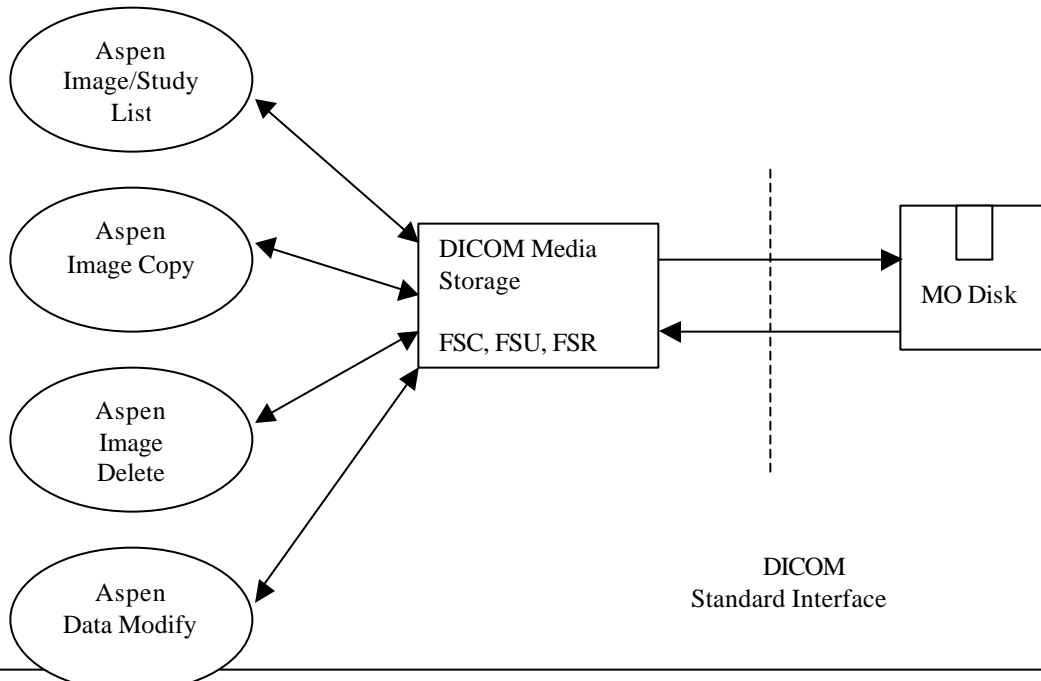 Aspen
Image/Study
List
Aspen
Image Copy
Aspen
Image
Delete
Aspen
Data Modify
DICOM Media
Storage
FSC, FSU, FSR
MO Disk
DICOM
Standard Interface